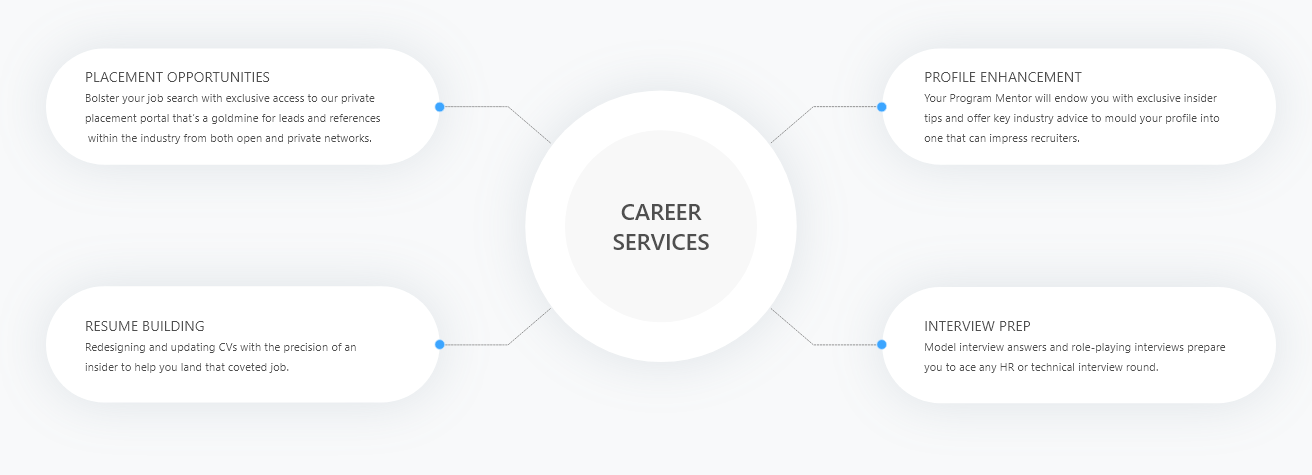 PLACEMENT OPPORTUNITIES
Bolster your job search with exclusive access to our private
placement portal that's a goldmine for leads and references
within the industry from both open and private networks.
PROFILE ENHANCEMENT
Your Program Mentor will endow you with exclusive insider
tips and offer key industry advice to mould your profile into
one that can impress recruiters.
CAREER
SERVICES
RESUME BUILDING
Redesigning and updating CVs with the precision of an
insider to help you land that coveted job.
INTERVIEW PREP
Model interview answers and role-playing interviews prepare
you to ace any HR or technical interview round.